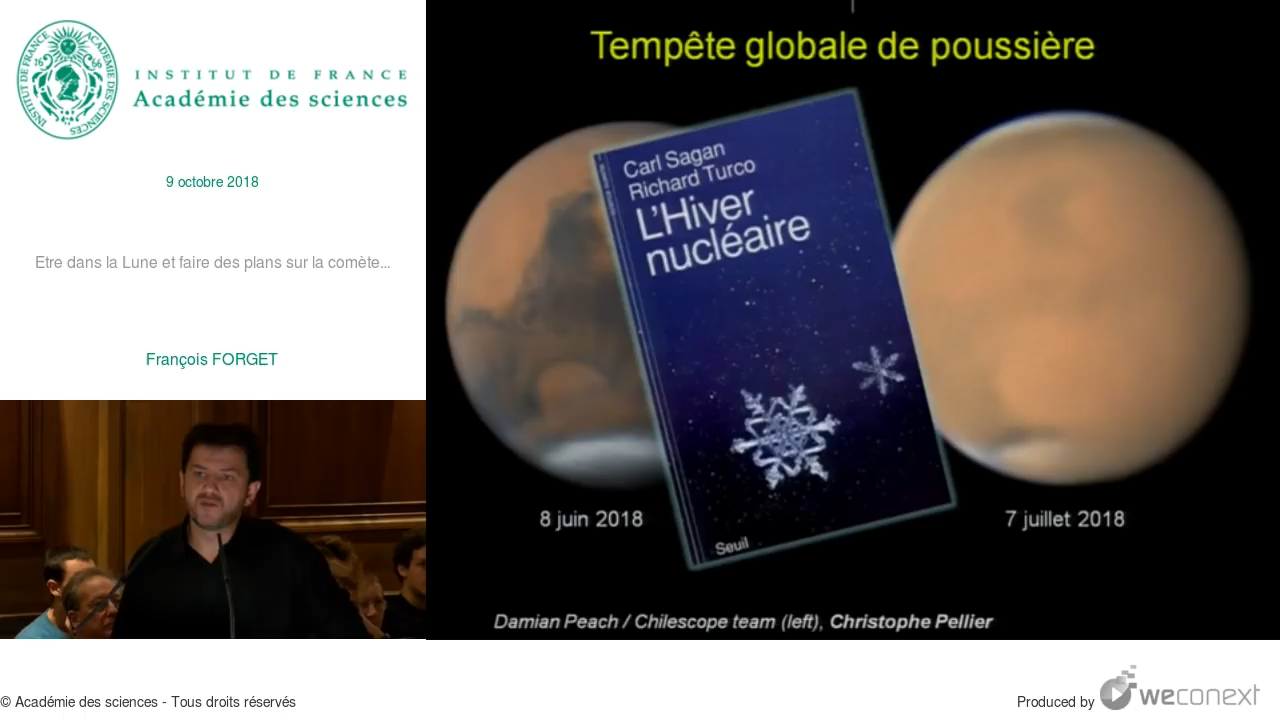 INSTITUT DE FRANCE
Académie des sciences
9 octobre 2018
Etre dans la Lune et faire des plans sur la comète...
François FORGET
Tempête globale de poussière
Carl Sagan
Richard Turco
L'Hiver
nucléaire
Seuil
8 juin 2018
7 juillet 2018
Damian Peach / Chilescope team (left), Christophe Pellier
© Académie des sciences - Tous droits réservés
Produced by weconext